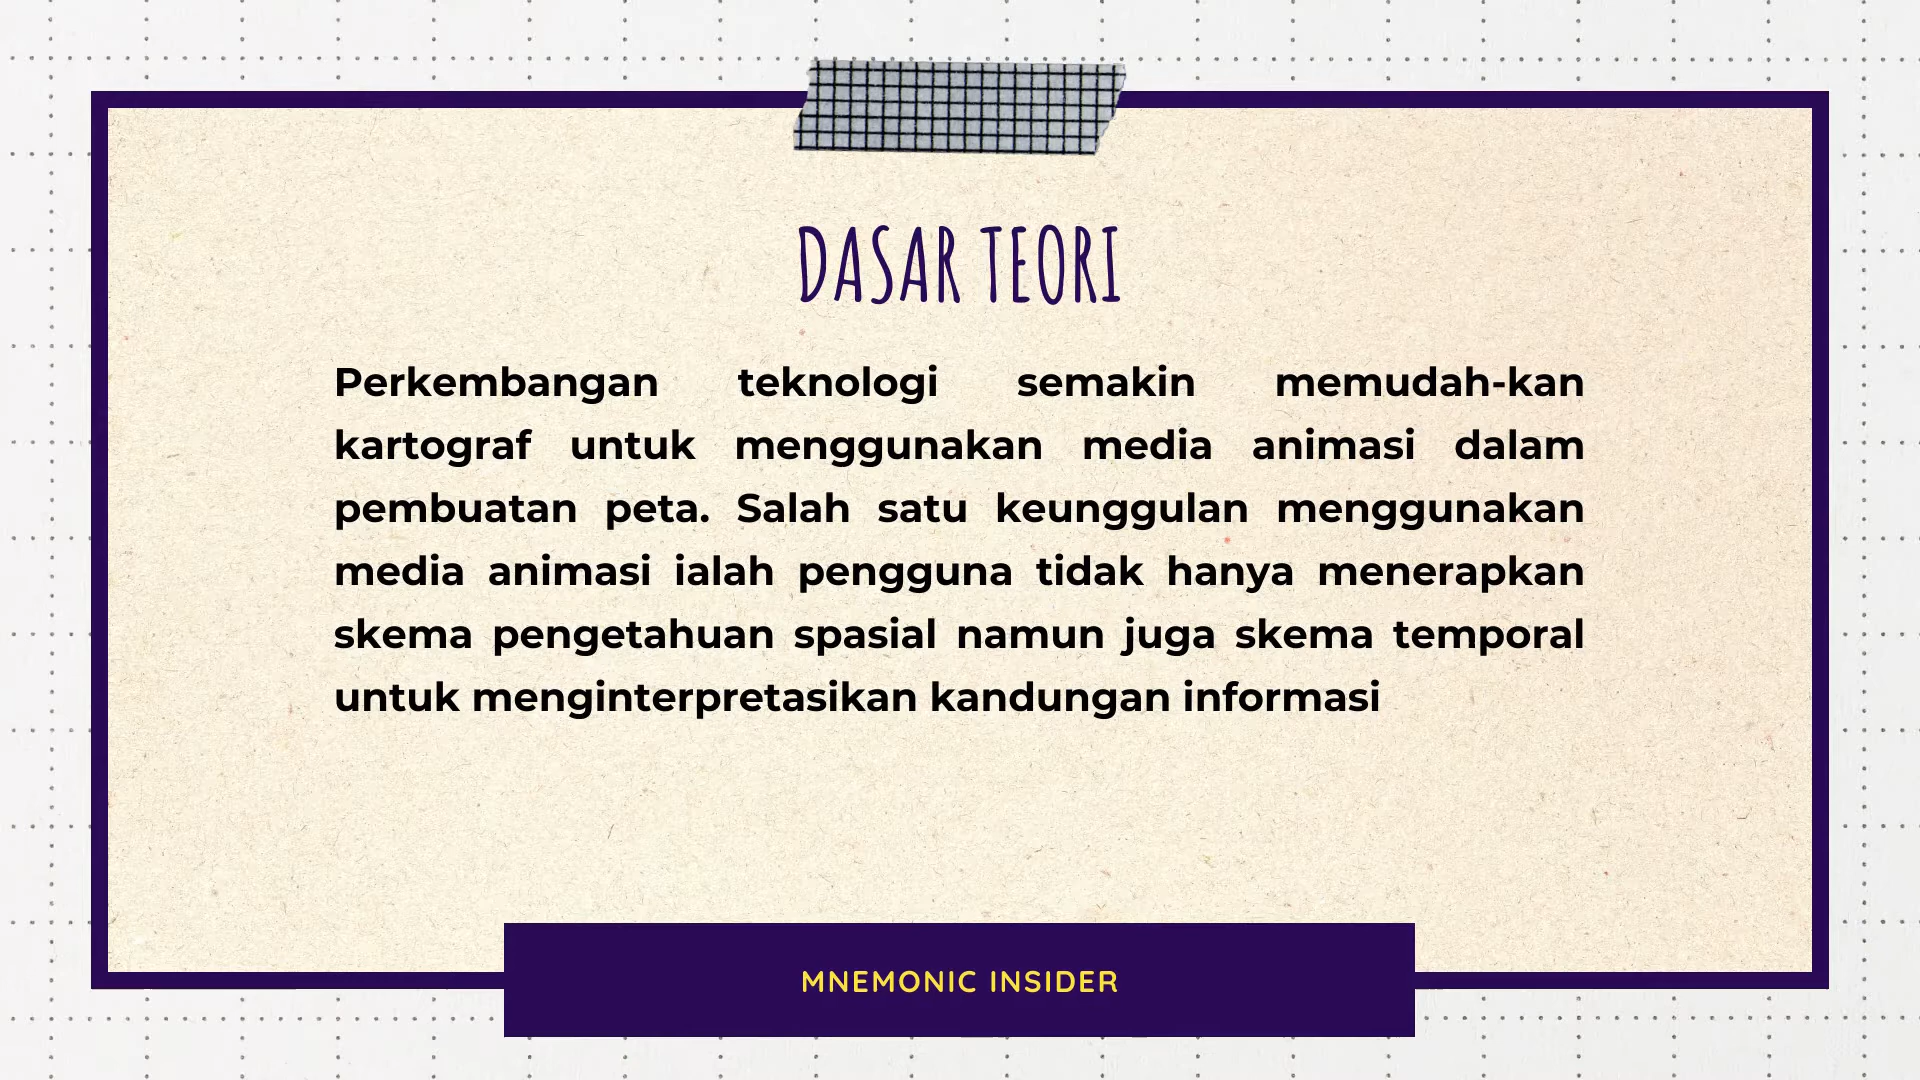 DASAR TEORI
Perkembangan teknologi semakin memudah-kan
kartograf untuk menggunakan media animasi dalam
pembuatan peta. Salah satu keunggulan menggunakan
media animasi ialah pengguna tidak hanya menerapkan
skema pengetahuan spasial namun juga skema temporal
untuk menginterpretasikan kandungan informasi
MNEMONIC INSIDER